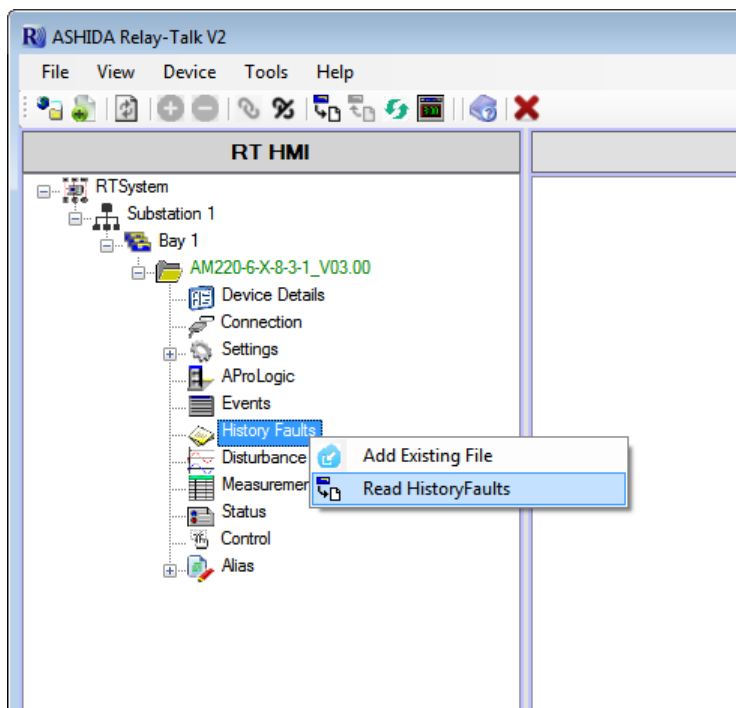 ASHIDA Relay-Talk V2
File View Device Tools Help
RT HMI
RTSystem
Substation 1
Bay 1
AM220-6-X-8-3-1_V03.00
Device Details
Connection
Settings
AProLogic
Events
History Faults
Disturbance
Add Existing File
Measuremen
Read HistoryFaults
Status
Control
Alias